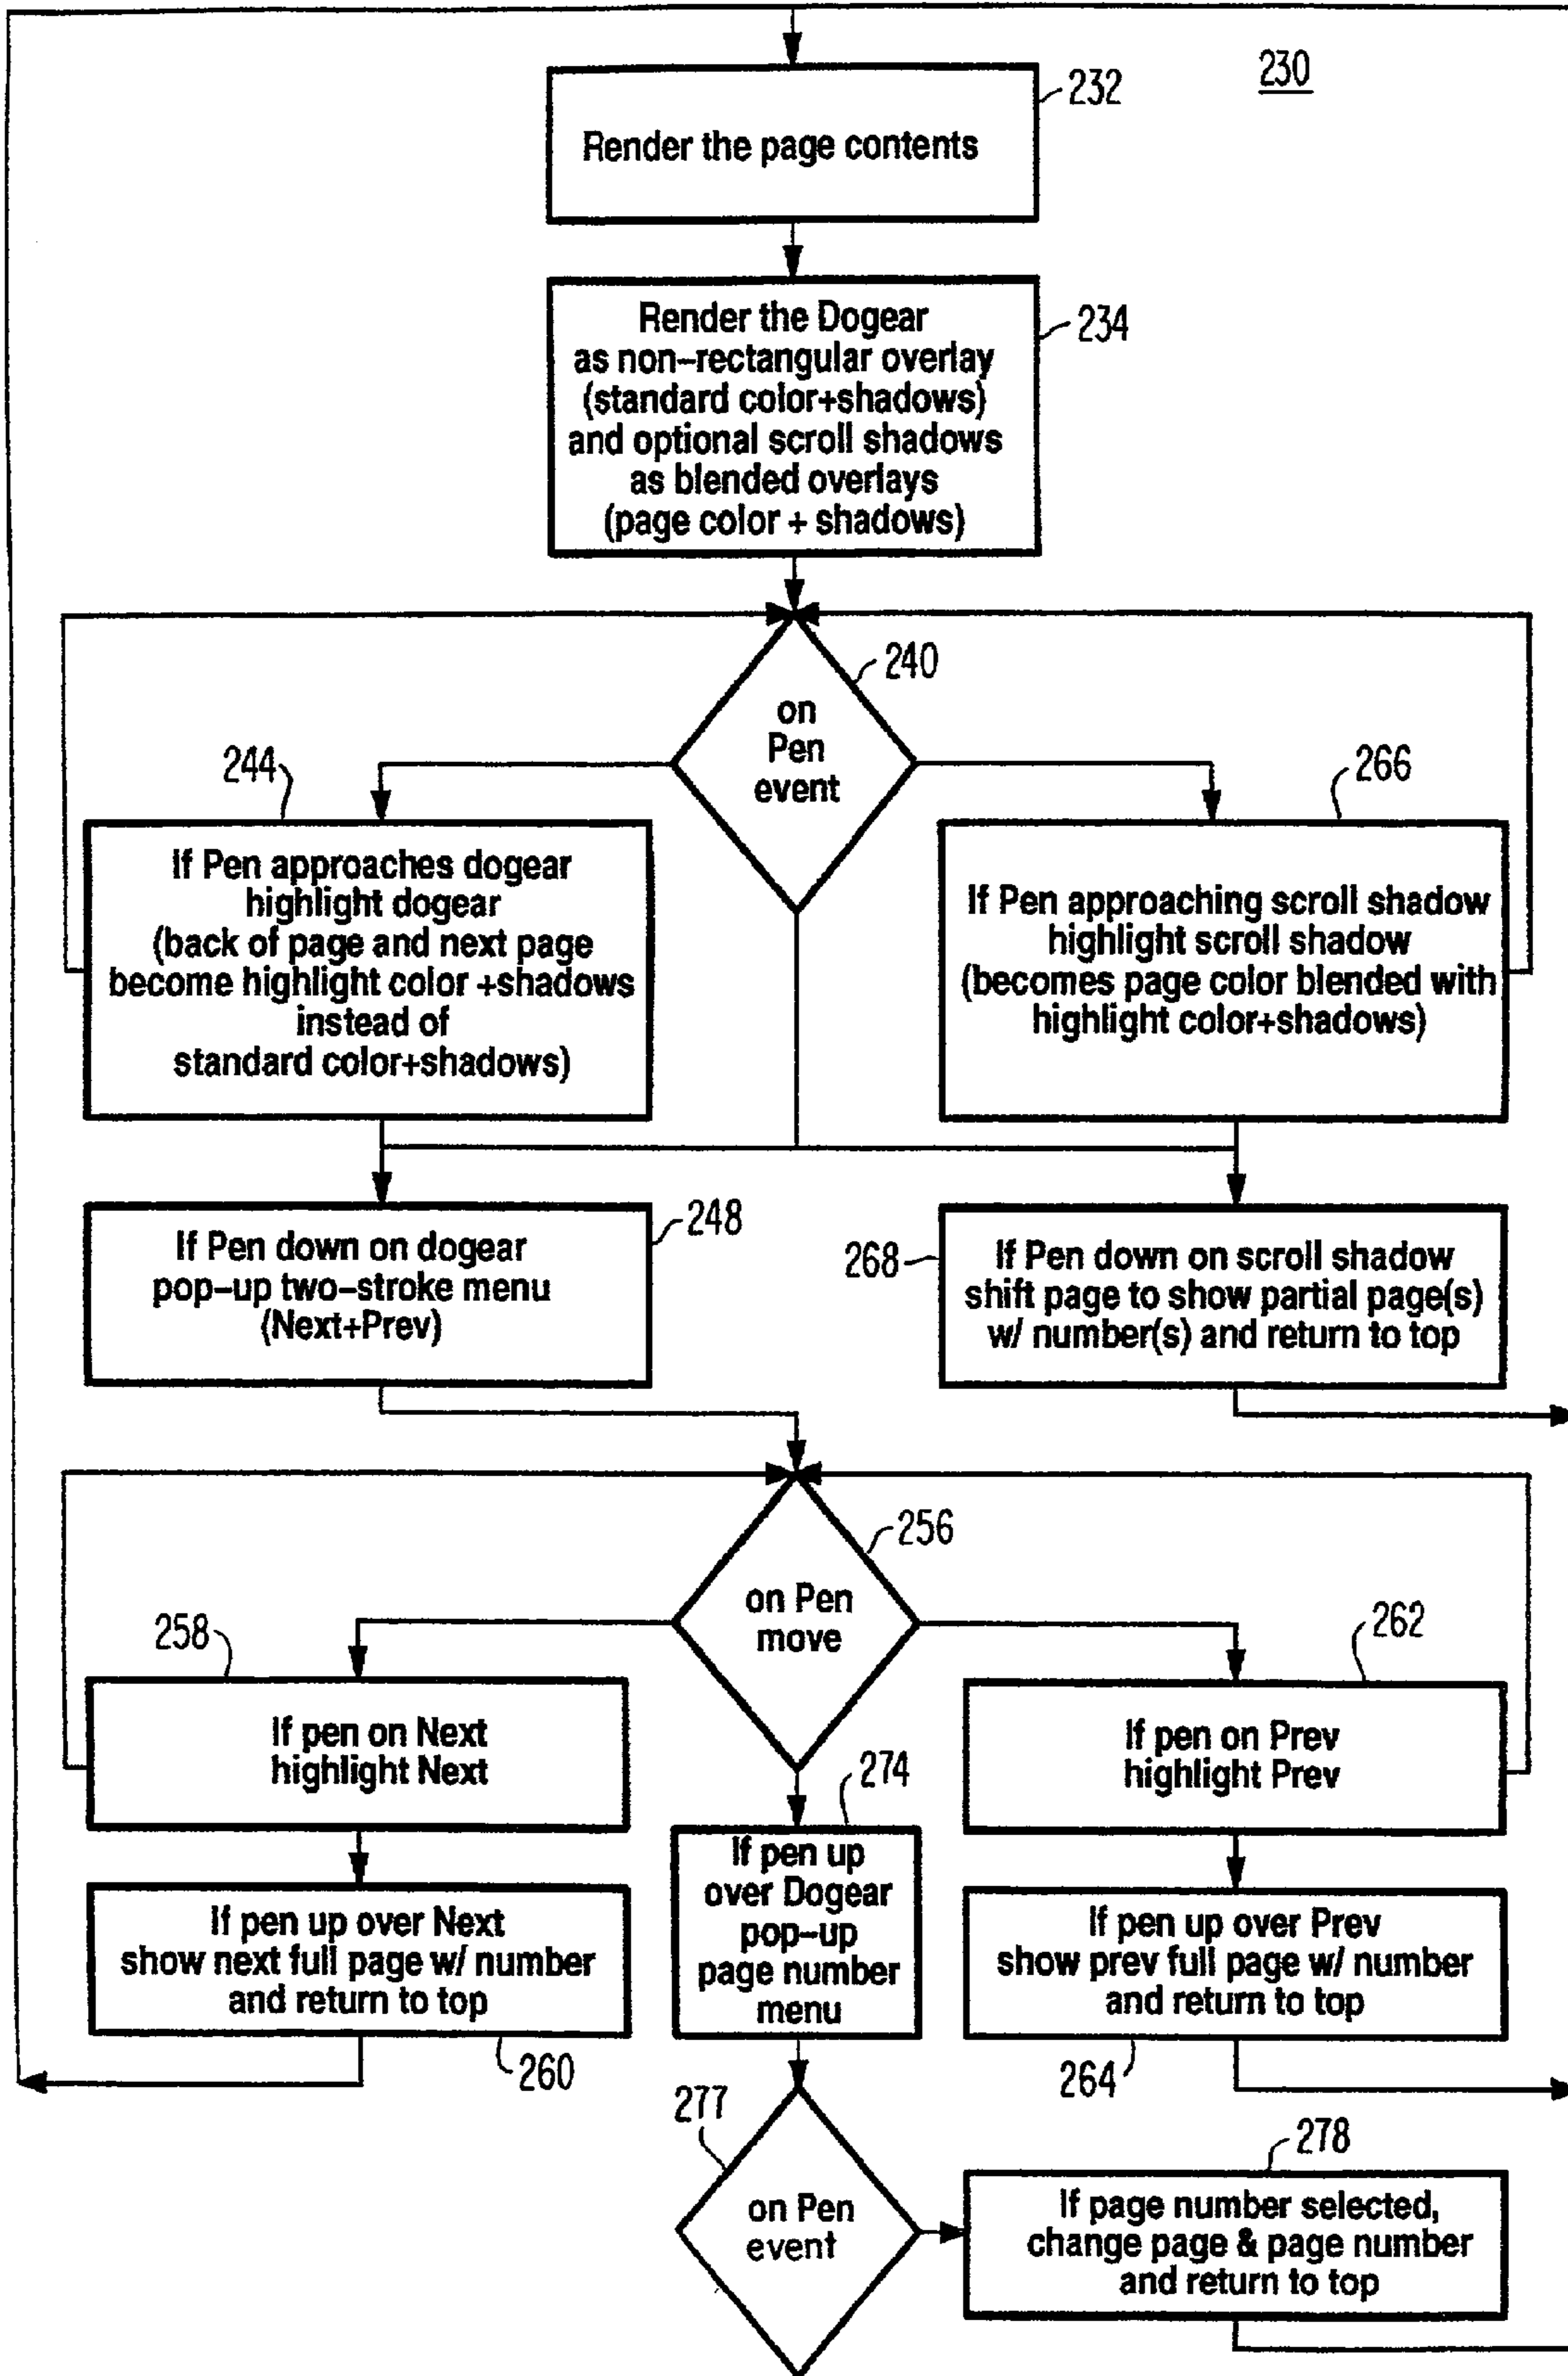 230
232
Render the page contents
234
Render the Dogear
as non-rectangular overlay
(standard color+shadows)
and optional scroll shadows
as blended overlays
(page color + shadows)
240
on
Pen
event
244
If Pen approaches dogear
highlight dogear
(back of page and next page
become highlight color +shadows
instead of
standard color+shadows)
266
If Pen approaching scroll shadow
highlight scroll shadow
(becomes page color blended with
highlight color+shadows)
248
If Pen down on dogear
pop-up two-stroke menu
(Next+Prev)
268
If Pen down on scroll shadow
shift page to show partial page(s)
w/ number(s) and return to top
256
on Pen
move
258
If pen on Next
highlight Next
262
If pen on Prev
highlight Prev
274
If pen up
over Dogear
pop-up
page number
menu
If pen up over Next
show next full page w/ number
and return to top
260
If pen up over Prev
show prev full page w/ number
and return to top
264
277
on Pen
event
278
If page number selected,
change page & page number
and return to top